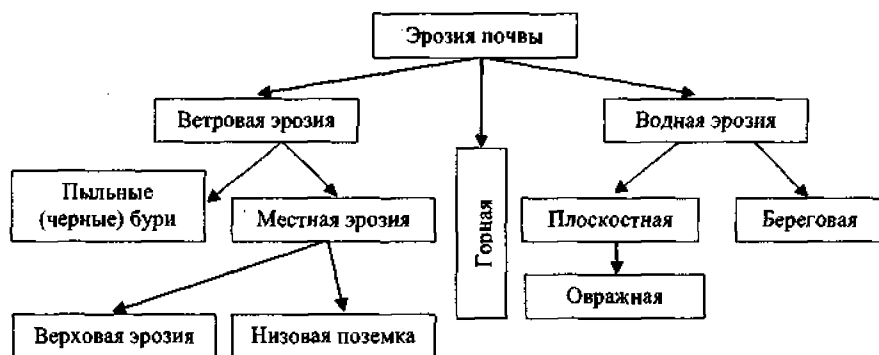 Эрозия почвы
Ветровая эрозия
Водная эрозия
Пыльные
(черные) бури
Местная эрозия
Горная
Плоскостная
Береговая
Овражная
Верховая эрозия
Низовая поземка